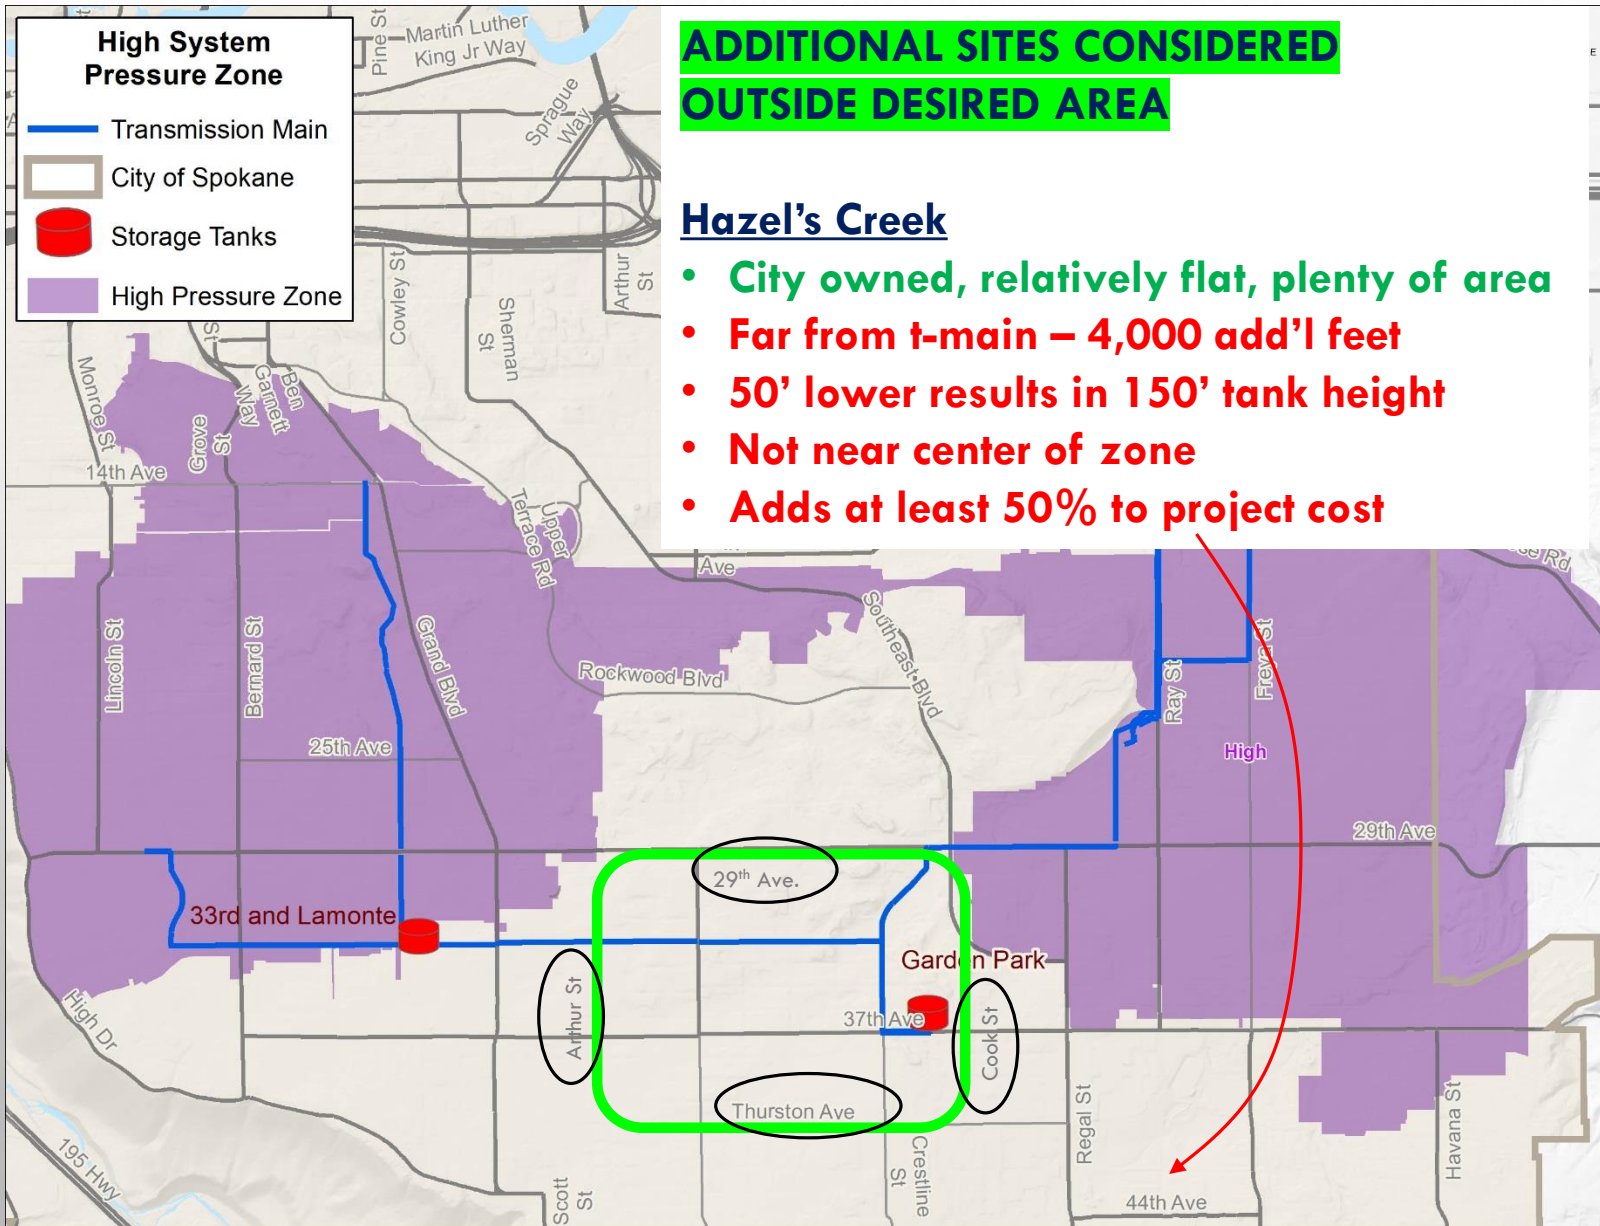 High System
Pressure Zone
Transmission Main
City of Spokane
Storage Tanks
High Pressure Zone
ADDITIONAL SITES CONSIDERED
OUTSIDE DESIRED AREA
Hazel’s Creek
• City owned, relatively flat, plenty of area
• Far from t-main – 4,000 add’l feet
• 50’ lower results in 150’ tank height
• Not near center of zone
• Adds at least 50% to project cost
Pine St
Martin Luther
King Jr Way
Sprague
Way
E
Cowley St
Sherman
St
Arthur
St
St
Monroe St
Grove
St
Ben
Garnett
Way
14th Ave
Upper
Terrace Rd
Ave
Rd
Lincoln St
Bernard St
Grand Blvd
Southeast Blvd
Rockwood Blvd
Ray St
Freya St
25th Ave
High
29th Ave
29th Ave.
33rd and Lamonte
Garden Park
Arthur St
37th Ave
Cook St
High Dr
Thurston Ave
Regal St
Havana St
195 Hwy
Scott
St
Crestline
St
44th Ave